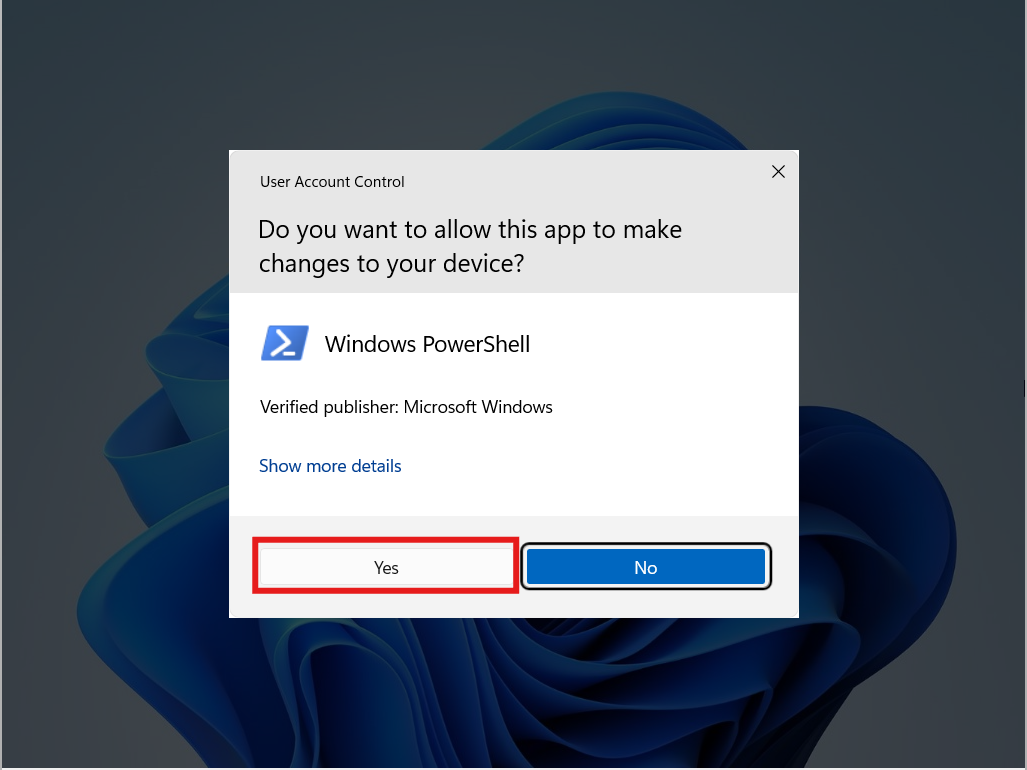 User Account Control
Do you want to allow this app to make
changes to your device?
Windows PowerShell
Verified publisher: Microsoft Windows
Show more details
Yes
No